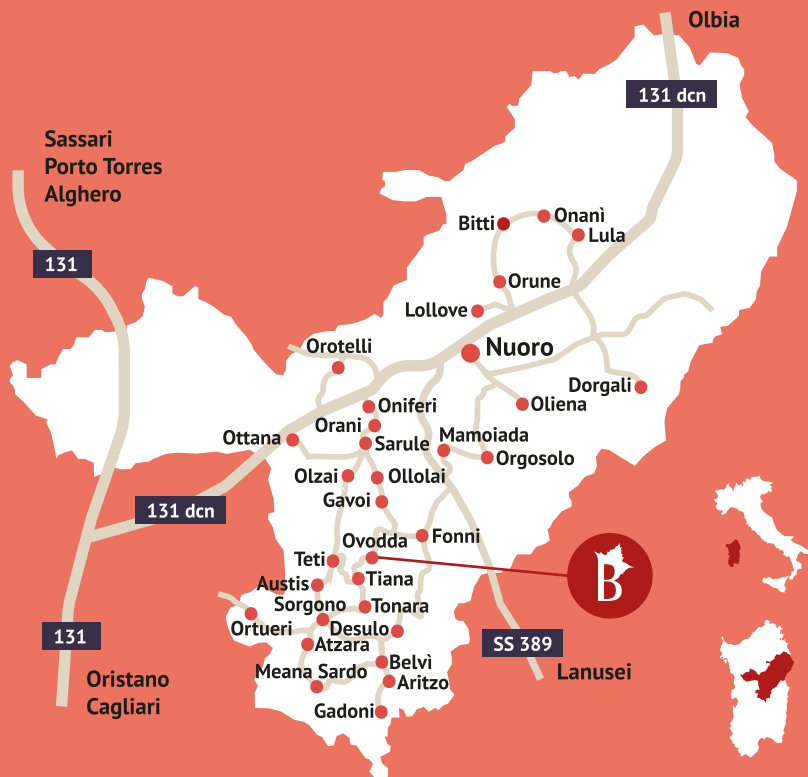 Olbia
131 dcn
Sassari
Porto Torres
Alghero
131
Bitti
Onanì
Lula
Orune
Lollove
Orotelli
Nuoro
Dorgali
Oniferi
Oliena
Orani
Ottana
Sarule
Mamoiada
Orgosolo
Olzai
Ollolai
Gavoi
131 dcn
Fonni
Ovodda
Teti
Tiana
B
Austis
Sorgono
Tonara
Ortueri
Desulo
131
SS 389
Atzara
Belvì
Meana Sardo
Lanusei
Aritzo
Oristano
Cagliari
Gadoni